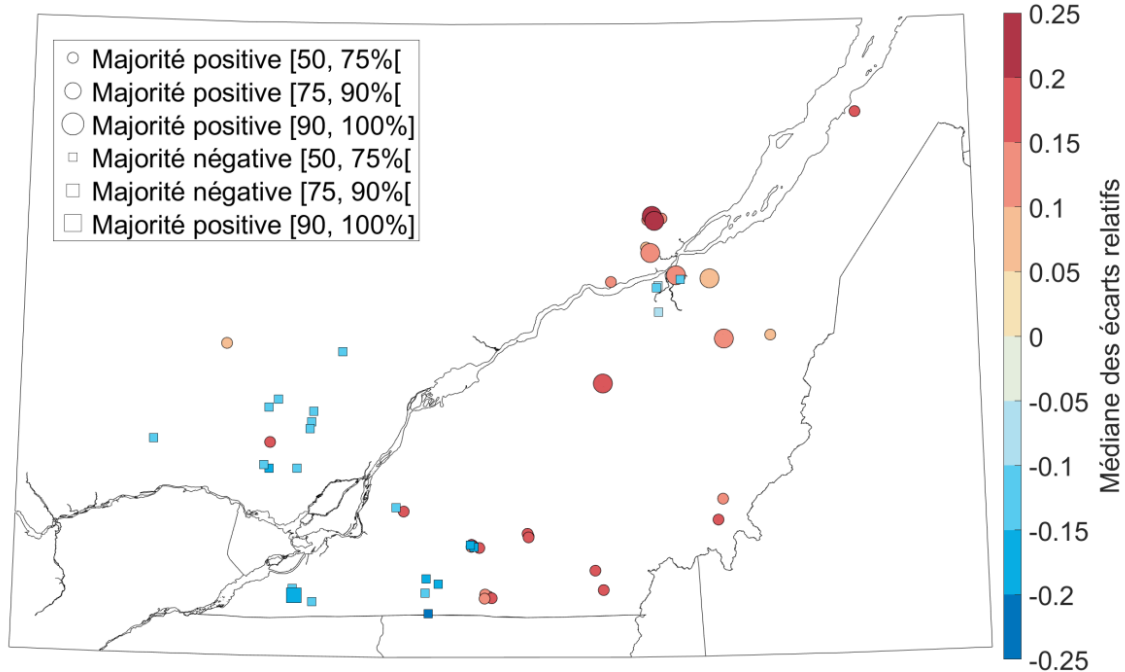 Majorité positive [50, 75%[
Majorité positive [75, 90%[
Majorité positive [90, 100%]
Majorité négative [50, 75%[
Majorité négative [75, 90%[
Majorité positive [90, 100%]
0.25
0.2
0.15
0.1
0.05
0
-0.05
-0.1
-0.15
-0.2
-0.25
Médiane des écarts relatifs